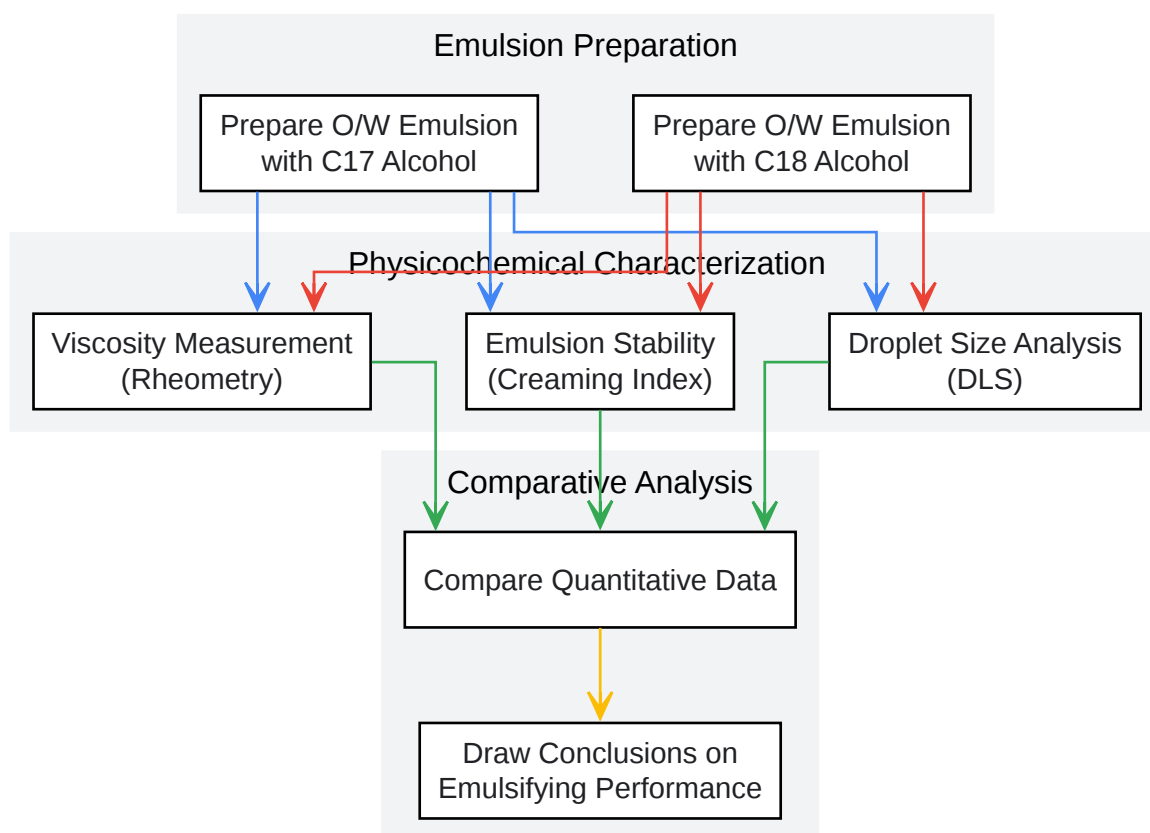 Emulsion Preparation
Prepare O/W Emulsion
with C17 Alcohol
Prepare O/W Emulsion
with C18 Alcohol
Physicochemical Characterization
Viscosity Measurement
(Rheometry)
Emulsion Stability
(Creaming Index)
Droplet Size Analysis
(DLS)
Comparative Analysis
Compare Quantitative Data
Draw Conclusions on
Emulsifying Performance